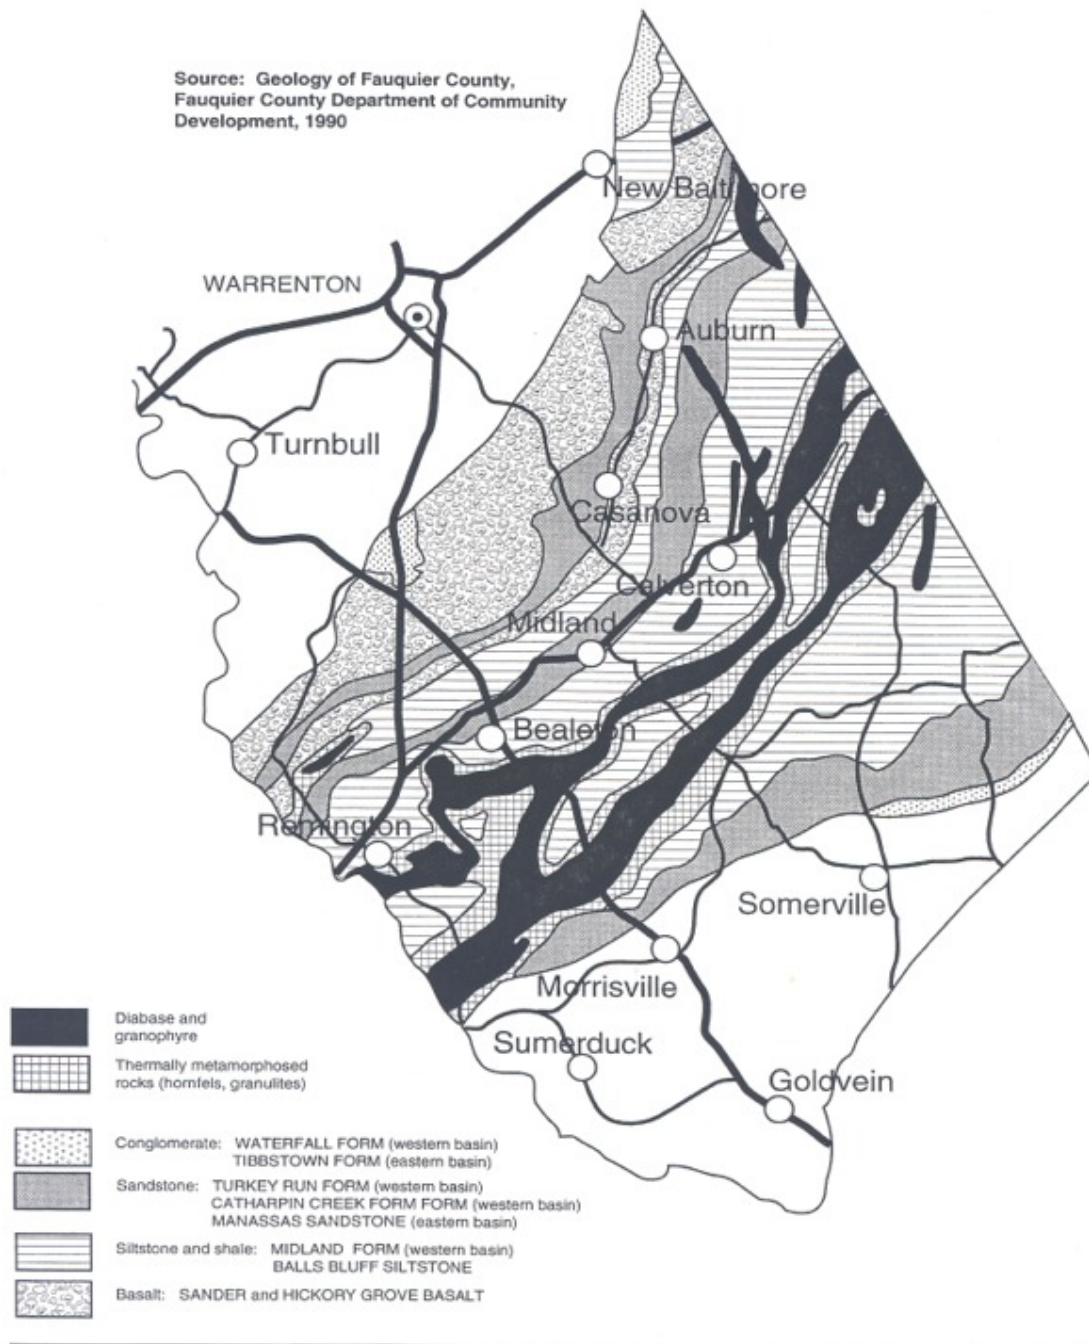 Source: Geology of Fauquier County,
Fauquier County Department of Community
Development, 1990
New Baltimore
WARRENTON
Auburn
Turnbull
Casanova
Calverton
Midland
Bealeton
Remington
Somerville
Morrisville
Sumerduck
Goldvein
Diabase and
granophyre
Thermally metamorphosed
rocks (hornfels, granulites)
Conglomerate: WATERFALL FORM (western basin)
TIBBSTOWN FORM (eastern basin)
Sandstone: TURKEY RUN FORM (western basin)
CATHARPIN CREEK FORM FORM (western basin)
MANASSAS SANDSTONE (eastern basin)
Siltstone and shale: MIDLAND FORM (western basin)
BALLS BLUFF SILTSTONE
Basalt: SANDER and HICKORY GROVE BASALT